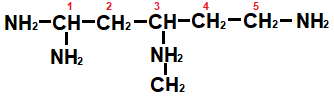 1 2 3 4 5
NH₂—CH—CH₂—CH—CH₂—CH₂—NH₂
NH₂ NH₂
CH₂